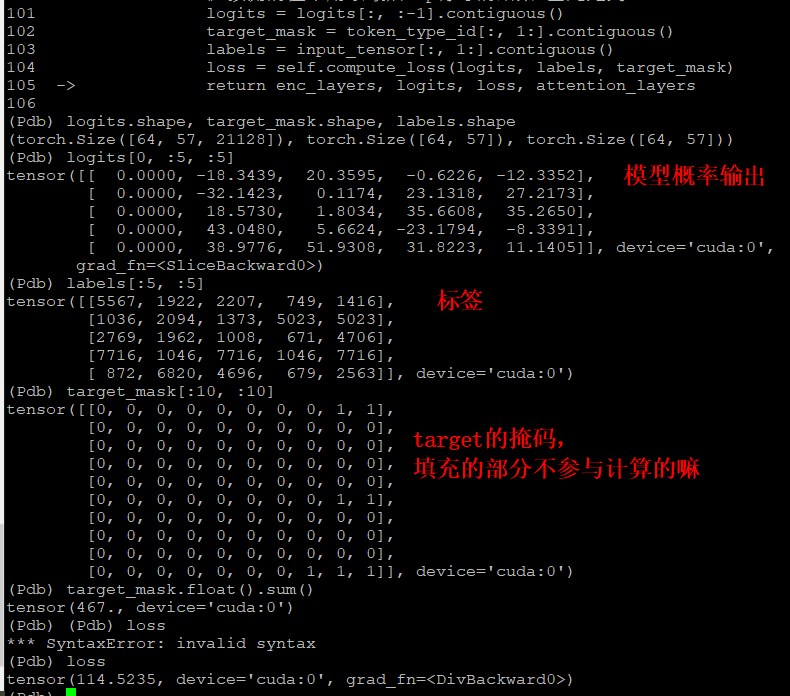 101 logits = logits[:, :-1].contiguous()
102 target_mask = token_type_id[:, 1:].contiguous()
103 labels = input_tensor[:, 1:].contiguous()
104 loss = self.compute_loss(logits, labels, target_mask)
105 -> return enc_layers, logits, loss, attention_layers
106
(Pdb) logits.shape, target_mask.shape, labels.shape
(torch.Size([64, 57, 21128]), torch.Size([64, 57]), torch.Size([64, 57]))
(Pdb) logits[0, :5, :5]
tensor([[ 0.0000, -18.3439, 20.3595, -0.6226, -12.3352],
模型概率输出
[ 0.0000, -32.1423, 0.1174, 23.1318, 27.2173],
[ 0.0000, 18.5730, 1.8034, 35.6608, 35.2650],
[ 0.0000, 43.0480, 5.6624, -23.1794, -8.3391],
[ 0.0000, 38.9776, 51.9308, 31.8223, 11.1405]], device='cuda:0',
grad_fn=<SliceBackward0>)
(Pdb) labels[:5, :5]
tensor([[5567, 1922, 2207, 749, 1416],
标签
[1036, 2094, 1373, 5023, 5023],
[2769, 1962, 1008, 671, 4706],
[7716, 1046, 7716, 1046, 7716],
[ 872, 6820, 4696, 679, 2563]], device='cuda:0')
(Pdb) target_mask[:10, :10]
tensor([[0, 0, 0, 0, 0, 0, 0, 0, 1, 1],
[0, 0, 0, 0, 0, 0, 0, 0, 0, 0],
[0, 0, 0, 0, 0, 0, 0, 0, 0, 0],
target的掩码，
[0, 0, 0, 0, 0, 0, 0, 0, 0, 0],
填充的部分不参与计算的嘛
[0, 0, 0, 0, 0, 0, 0, 0, 0, 0],
[0, 0, 0, 0, 0, 0, 0, 0, 1, 1],
[0, 0, 0, 0, 0, 0, 0, 0, 0, 0],
[0, 0, 0, 0, 0, 0, 0, 0, 0, 0],
[0, 0, 0, 0, 0, 0, 0, 0, 0, 0],
[0, 0, 0, 0, 0, 0, 0, 1, 1, 1]], device='cuda:0')
(Pdb) target_mask.float().sum()
tensor(467., device='cuda:0')
(Pdb) (Pdb) loss
*** SyntaxError: invalid syntax
(Pdb) loss
tensor(114.5235, device='cuda:0', grad_fn=<DivBackward0>)
(Pdb)